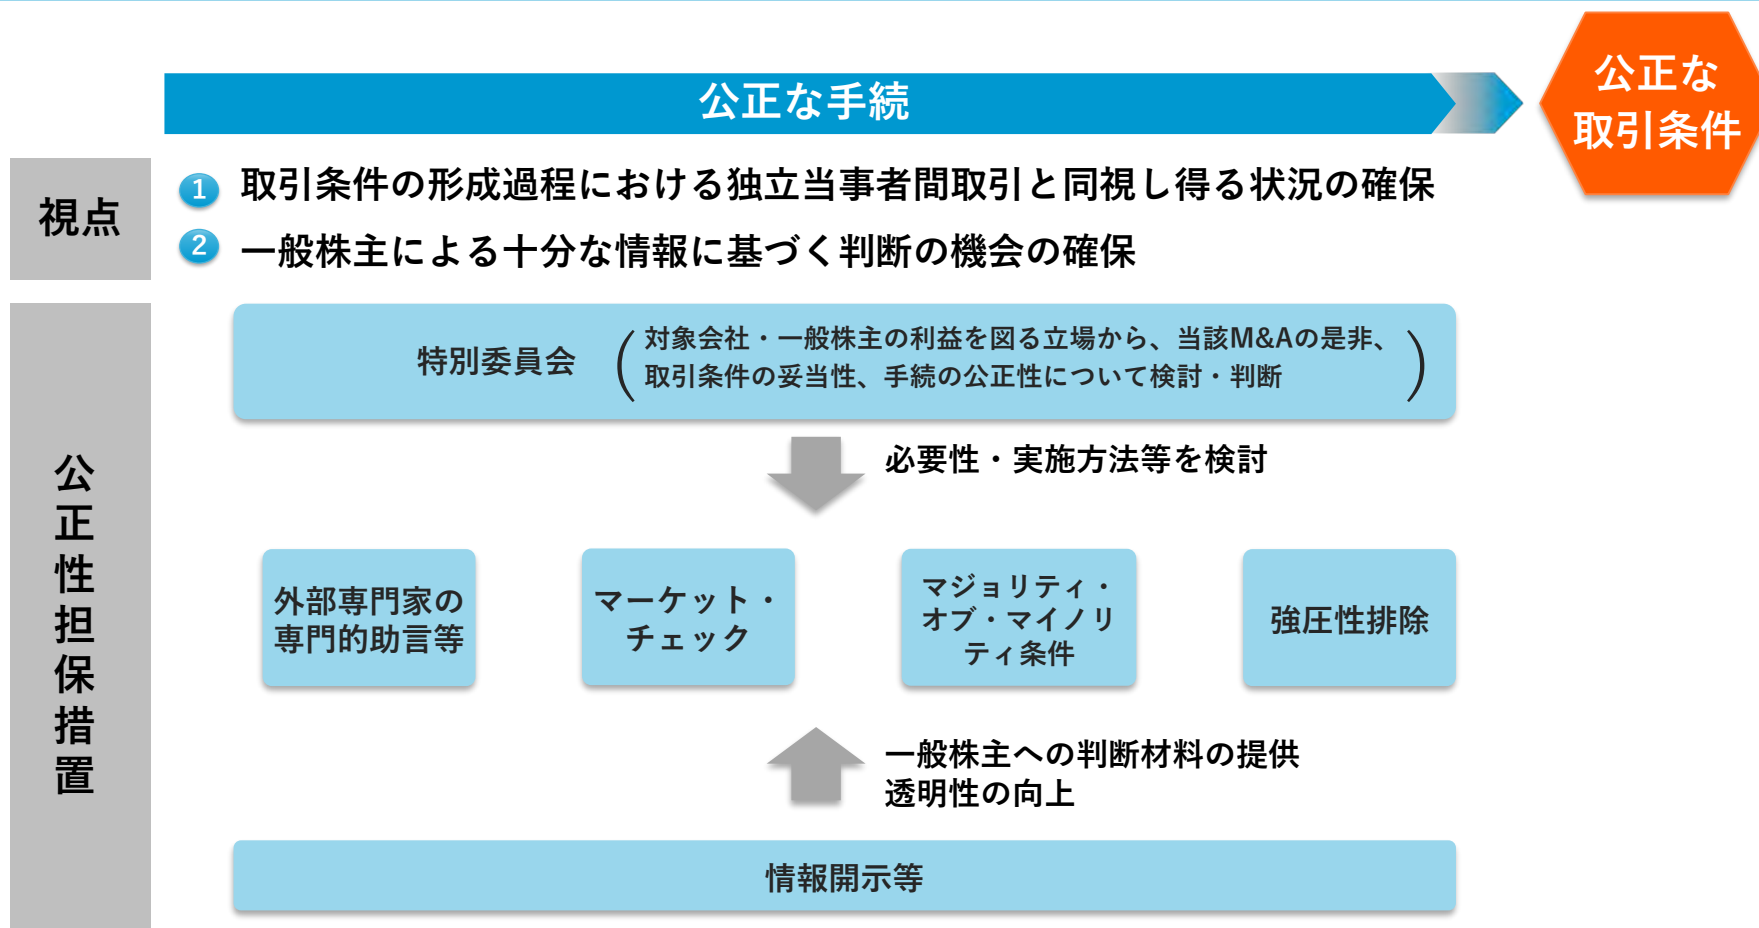 公正な手続
公正な
取引条件
視点
1 取引条件の形成過程における独立当事者間取引と同視し得る状況の確保
2 一般株主による十分な情報に基づく判断の機会の確保
公正性担保措置
特別委員会
(対象会社・一般株主の利益を図る立場から、当該M&Aの是非、
取引条件の妥当性、手続の公正性について検討・判断)
必要性・実施方法等を検討
外部専門家の
専門的助言等
マーケット・
チェック
マジョリティ・
オブ・マイノリ
ティ条件
強圧性排除
一般株主への判断材料の提供
透明性の向上
情報開示等